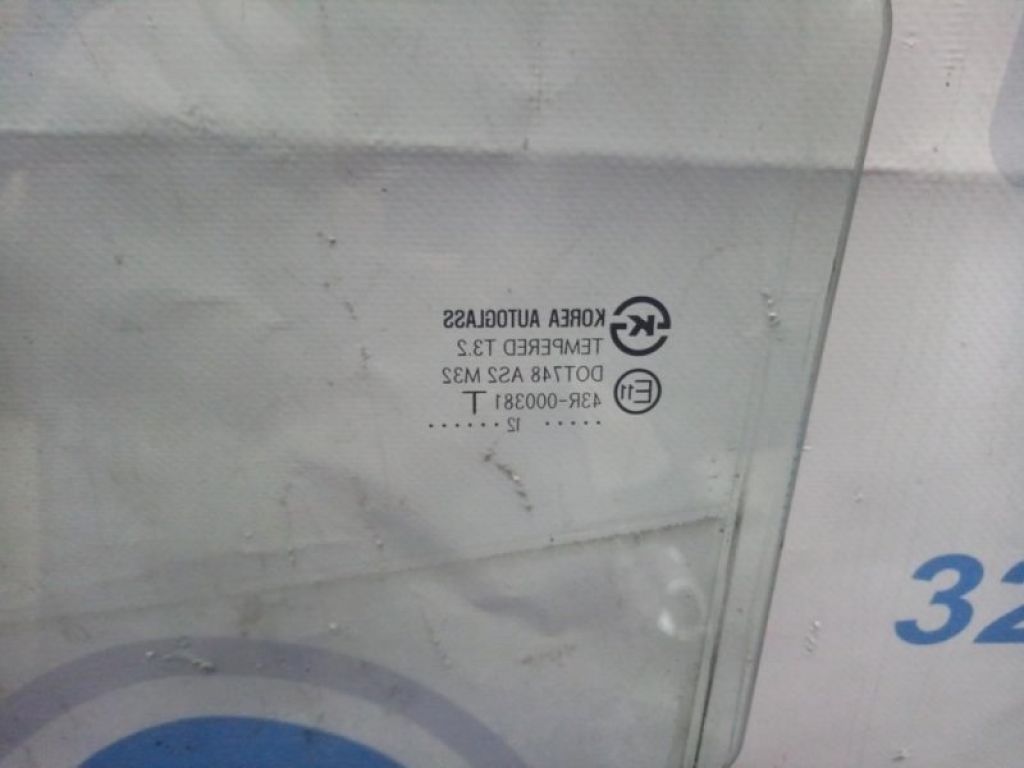 K
KOREA AUTOGLASS
TEMPERED T3.2
DOT748 AS2 M32
E11
43R-000381 T
····· 12 ·······
32